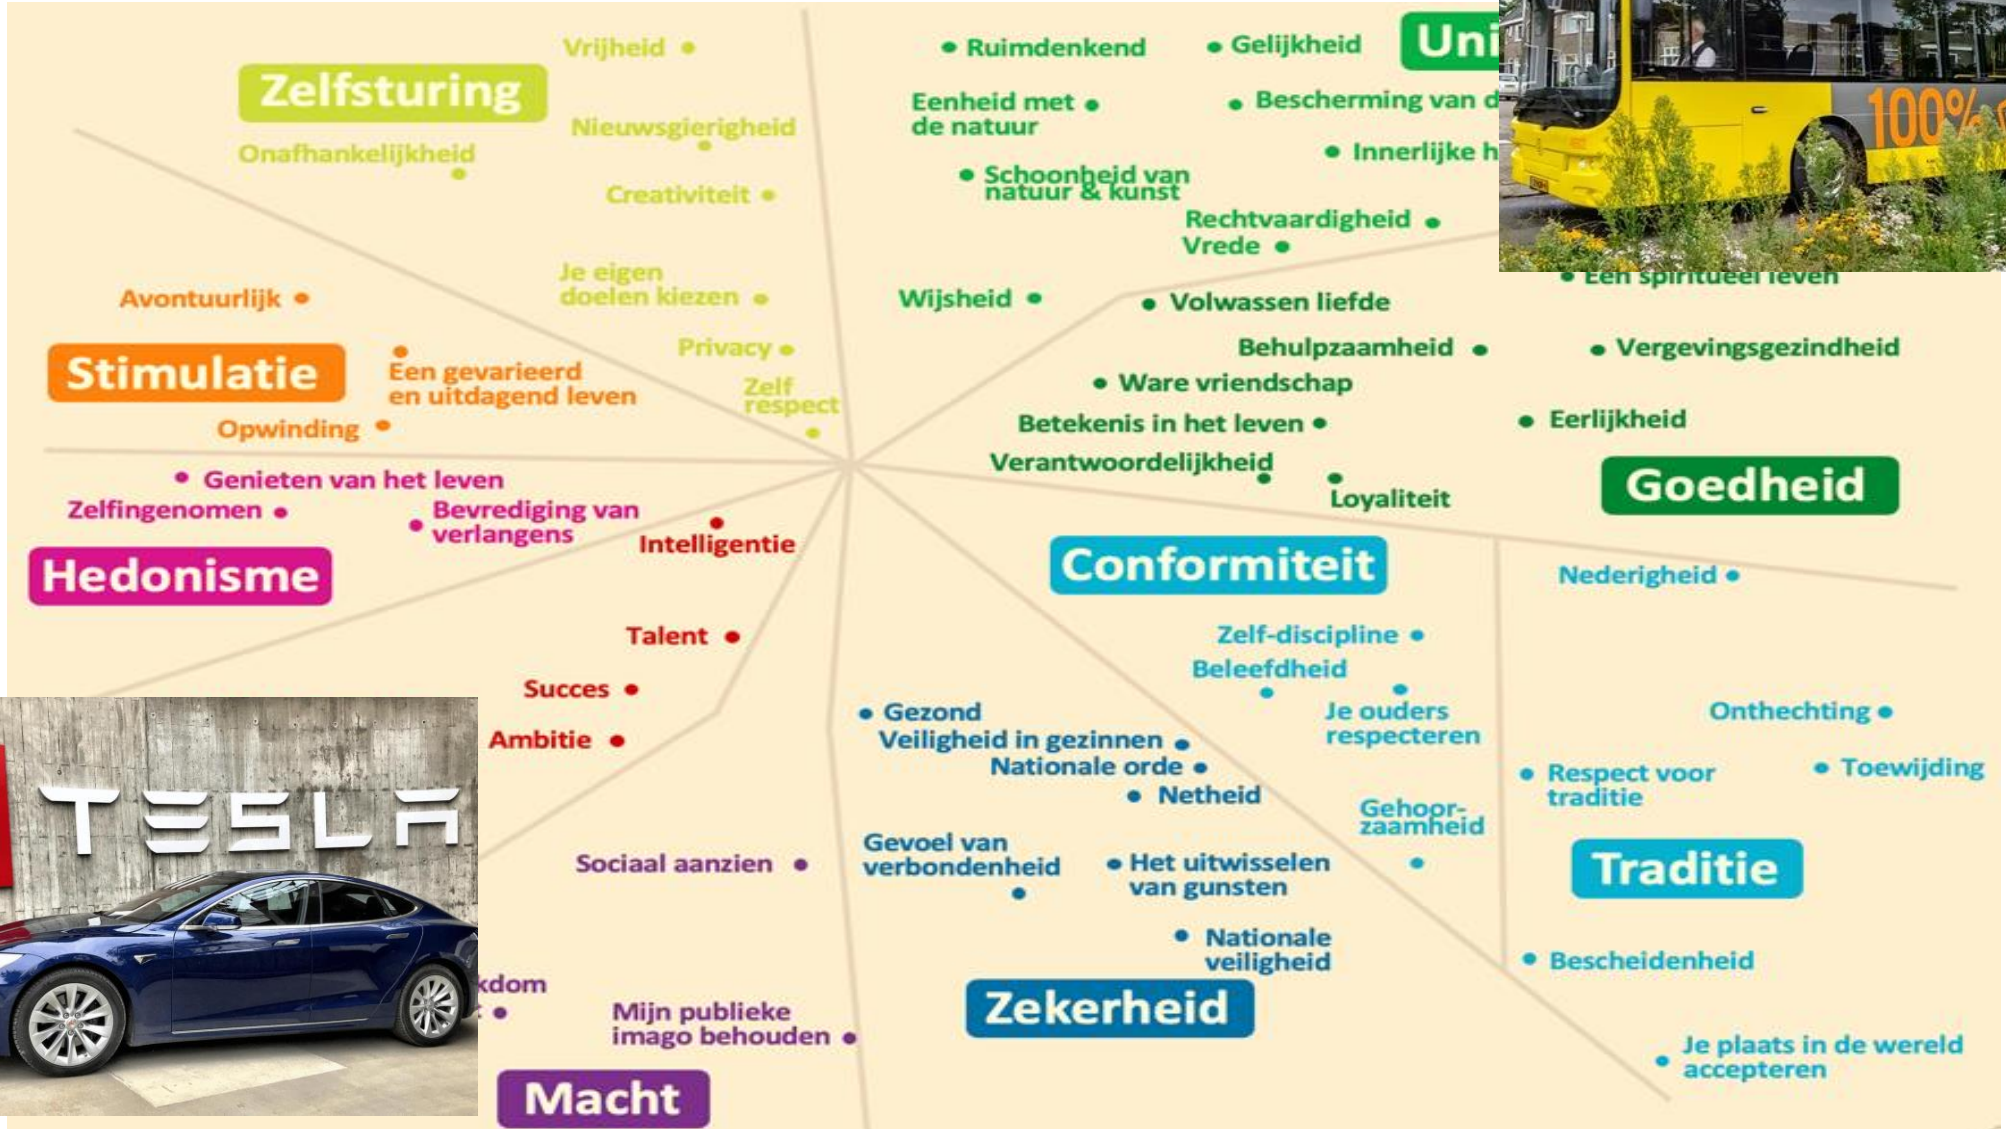 Zelfsturing
Vrijheid
Nieuwsgierigheid
Onafhankelijkheid
Creativiteit
Je eigen
doelen kiezen
Privacy
Zelf
respect
Ruimdenkend
Gelijkheid
Uni
Eenheid met
de natuur
Bescherming van d
Innerlijke h
Schoonheid van
natuur & kunst
Rechtvaardigheid
Vrede
Wijsheid
100%
Een spiritueel leven
Volwassen liefde
Behulpzaamheid
Vergevingsgezindheid
Ware vriendschap
Betekenis in het leven
Eerlijkheid
Verantwoordelijkheid
Loyaliteit
Goedheid
Avontuurlijk
Stimulatie
Een gevarieerd
en uitdagend leven
Opwinding
Genieten van het leven
Zelfingenomen
Bevrediging van
verlangens
Hedonisme
Intelligentie
Talent
Succes
Ambitie
TESLA
Sociaal aanzien
kdom
Mijn publieke
imago behouden
Macht
Conformiteit
Zelf-discipline
Beleefdheid
Je ouders
respecteren
Gehoor-
zaamheid
Gezond
Veiligheid in gezinnen
Nationale orde
Netheid
Gevoel van
verbondenheid
Het uitwisselen
van gunsten
Nationale
veiligheid
Zekerheid
Nederigheid
Onthechting
Respect voor
traditie
Toewijding
Traditie
Bescheidenheid
Je plaats in de wereld
accepteren